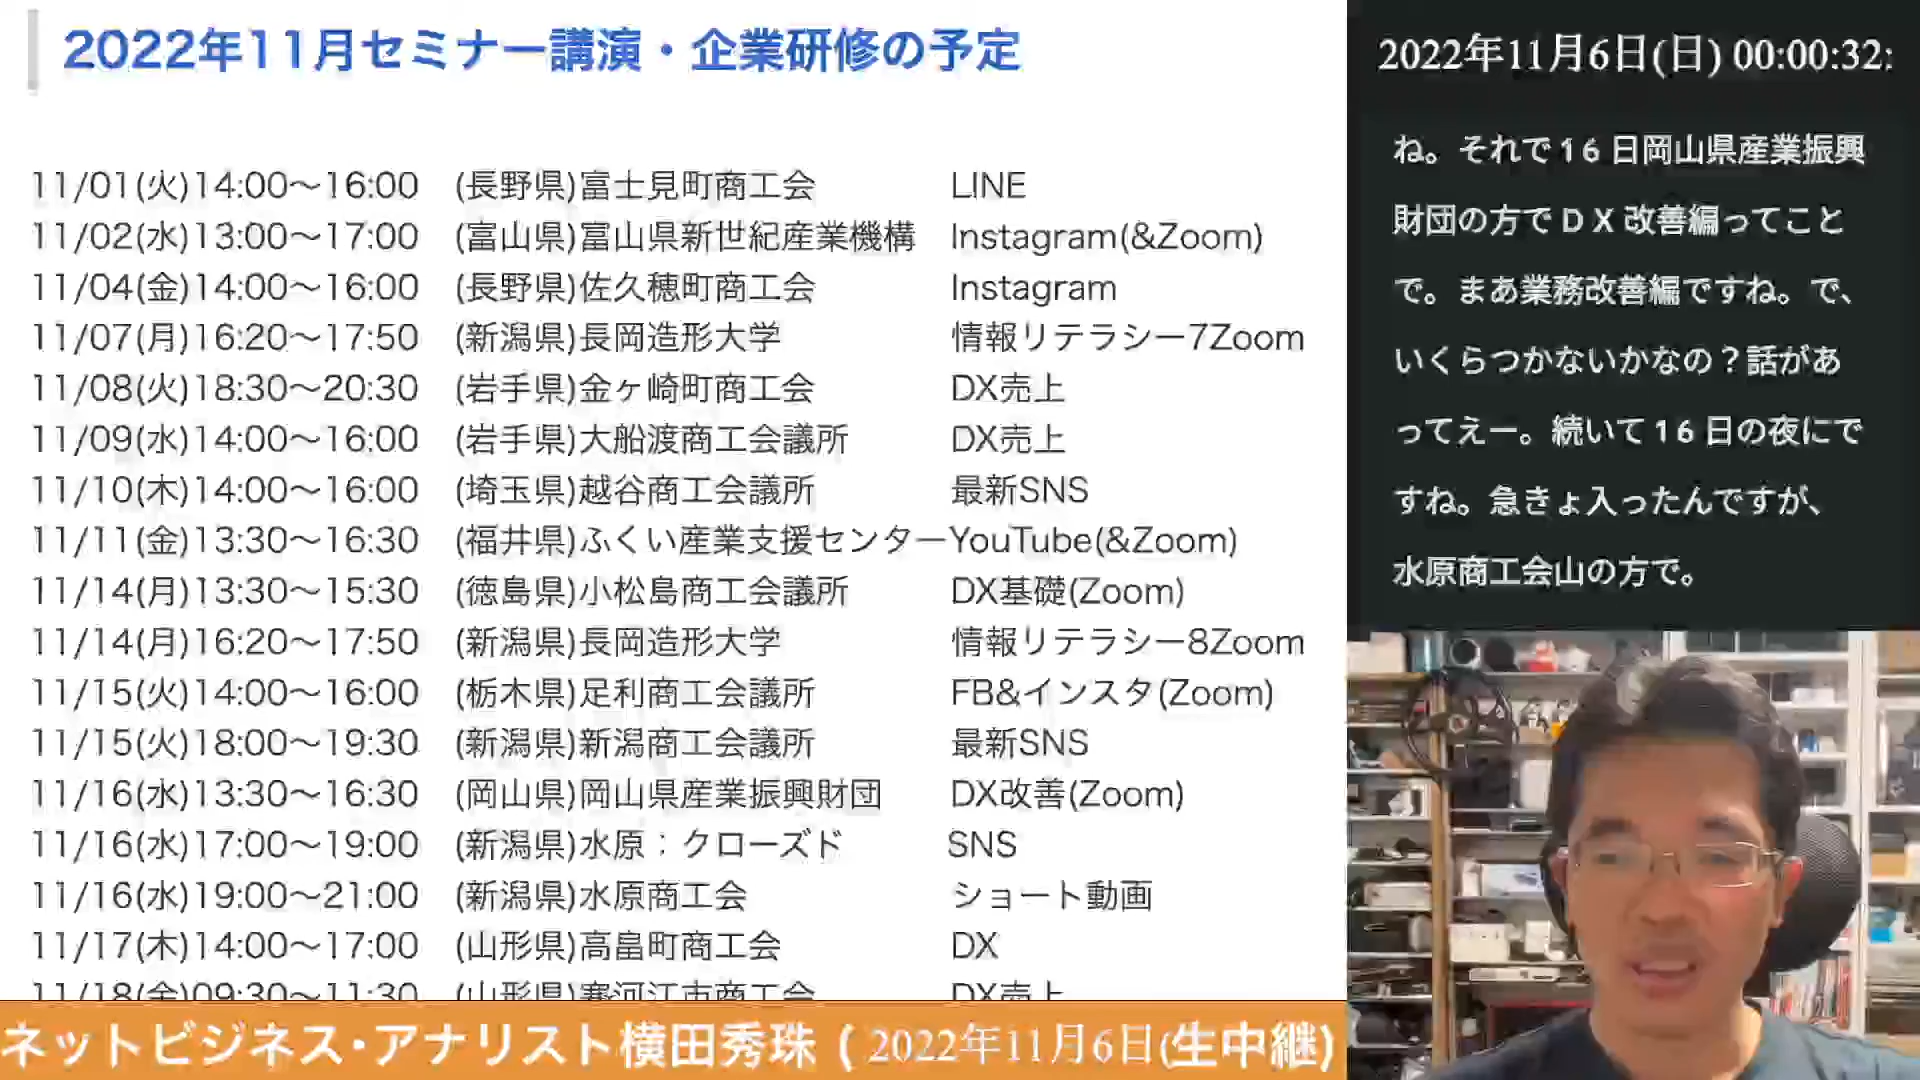 2022年11月セミナー講演・企業研修の予定
11/01(火)14:00〜16:00 (長野県)富士見町商工会 LINE
11/02(水)13:00〜17:00 (富山県)富山県新世紀産業機構 Instagram(&Zoom)
11/04(金)14:00〜16:00 (長野県)佐久穂町商工会 Instagram
11/07(月)16:20〜17:50 (新潟県)長岡造形大学 情報リテラシー7Zoom
11/08(火)18:30〜20:30 (岩手県)金ヶ崎町商工会 DX売上
11/09(水)14:00〜16:00 (岩手県)大船渡商工会議所 DX売上
11/10(木)14:00〜16:00 (埼玉県)越谷商工会議所 最新SNS
11/11(金)13:30〜16:30 (福井県)ふくい産業支援センターYouTube(&Zoom)
11/14(月)13:30〜15:30 (徳島県)小松島商工会議所 DX基礎(Zoom)
11/14(月)16:20〜17:50 (新潟県)長岡造形大学 情報リテラシー8Zoom
11/15(火)14:00〜16:00 (栃木県)足利商工会議所 FB&インスタ(Zoom)
11/15(火)18:00〜19:30 (新潟県)新潟商工会議所 最新SNS
11/16(水)13:30〜16:30 (岡山県)岡山県産業振興財団 DX改善(Zoom)
11/16(水)17:00〜19:00 (新潟県)水原：クローズド SNS
11/16(水)19:00〜21:00 (新潟県)水原商工会 ショート動画
11/17(木)14:00〜17:00 (山形県)高畠町商工会 DX
11/18(金)09:30〜11:30 (山形県)寒河江市商工会 DX売上
ネットビジネス・アナリスト横田秀珠 ( 2022年11月6日(生中継)
2022年11月6日(日) 00:00:32:
ね。それで16日岡山県産業振興
財団の方でDX改善編ってこと
で。まあ業務改善編ですね。で、
いくらつかないかなの？話があ
ってえー。続いて16日の夜にで
すね。急きょ入ったんですが、
水原商工会山の方で。